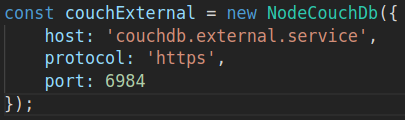 const couchExternal = new NodeCouchDb({
    host: 'couchdb.external.service',
    protocol: 'https',
    port: 6984
});